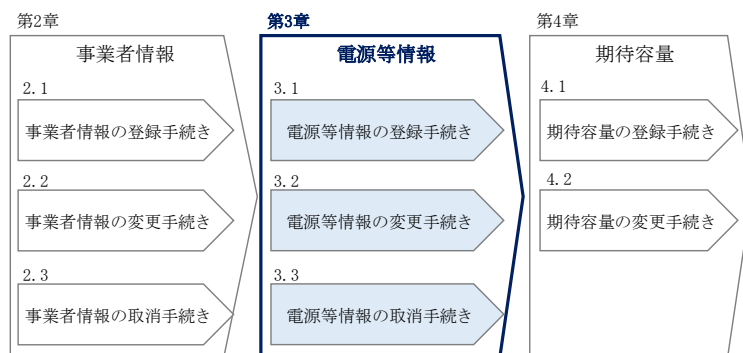 第2章
事業者情報
2.1
事業者情報の登録手続き
2.2
事業者情報の変更手続き
2.3
事業者情報の取消手続き
第3章
電源等情報
3.1
電源等情報の登録手続き
3.2
電源等情報の変更手続き
3.3
電源等情報の取消手続き
第4章
期待容量
4.1
期待容量の登録手続き
4.2
期待容量の変更手続き